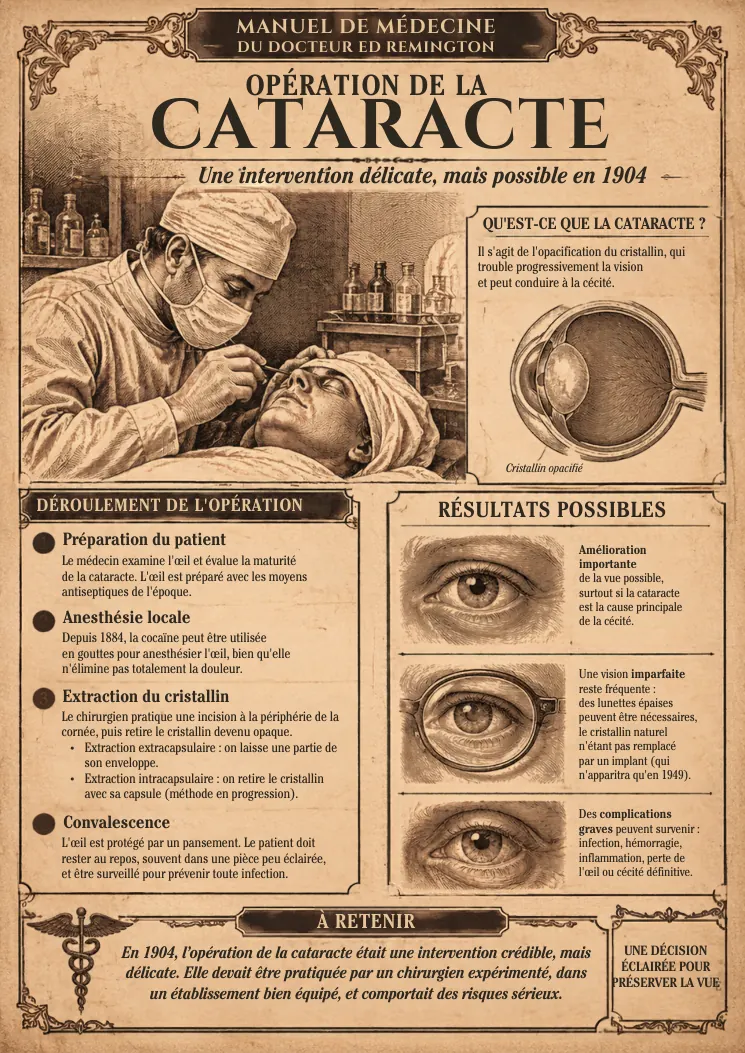 MANUEL DE MÉDECINE
DU DOCTEUR ED REMINGTON
OPÉRATION DE LA
CATARACTE
Une intervention délicate, mais possible en 1904
QU'EST-CE QUE LA CATARACTE ?
Il s'agit de l'opacification du cristallin, qui
trouble progressivement la vision
et peut conduire à la cécité.
Cristallin opacifié
DÉROULEMENT DE L'OPÉRATION
Préparation du patient
Le médecin examine l'œil et évalue la maturité
de la cataracte. L'œil est préparé avec les moyens
antiseptiques de l'époque.
Anesthésie locale
Depuis 1884, la cocaïne peut être utilisée
en gouttes pour anesthésier l'œil, bien qu'elle
n'élimine pas totalement la douleur.
3 Extraction du cristallin
Le chirurgien pratique une incision à la périphérie de la
cornée, puis retire le cristallin devenu opaque.
• Extraction extracapsulaire : on laisse une partie de
son enveloppe.
• Extraction intracapsulaire : on retire le cristallin
avec sa capsule (méthode en progression).
Convalescence
L'œil est protégé par un pansement. Le patient doit
rester au repos, souvent dans une pièce peu éclairée,
et être surveillé pour prévenir toute infection.
RÉSULTATS POSSIBLES
Amélioration
importante
de la vue possible,
surtout si la cataracte
est la cause principale
de la cécité.
Une vision imparfaite
reste fréquente :
des lunettes épaises
peuvent être nécessaires,
le cristallin naturel
n'étant pas remplacé
par un implant (qui
n'apparitra qu'en 1949).
Des complications
graves peuvent survenir :
infection, hémorragie,
inflammation, perte de
l'œil ou cécité définitive.
À RETENIR
En 1904, l'opération de la cataracte était une intervention crédible, mais
délicate. Elle devait être pratiquée par un chirurgien expérimenté, dans
un établissement bien équipé, et comportait des risques sérieux.
UNE DÉCISION
ÉCLAIRÉE POUR
PRÉSERVER LA VUE